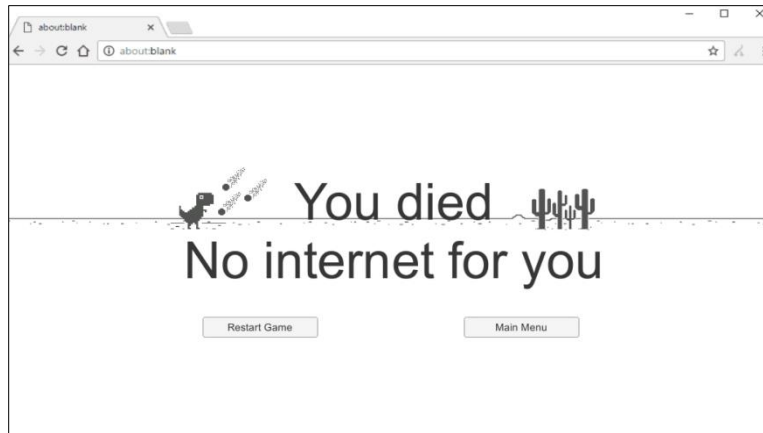 about:blank
about:blank
You died
No internet for you
Restart Game
Main Menu